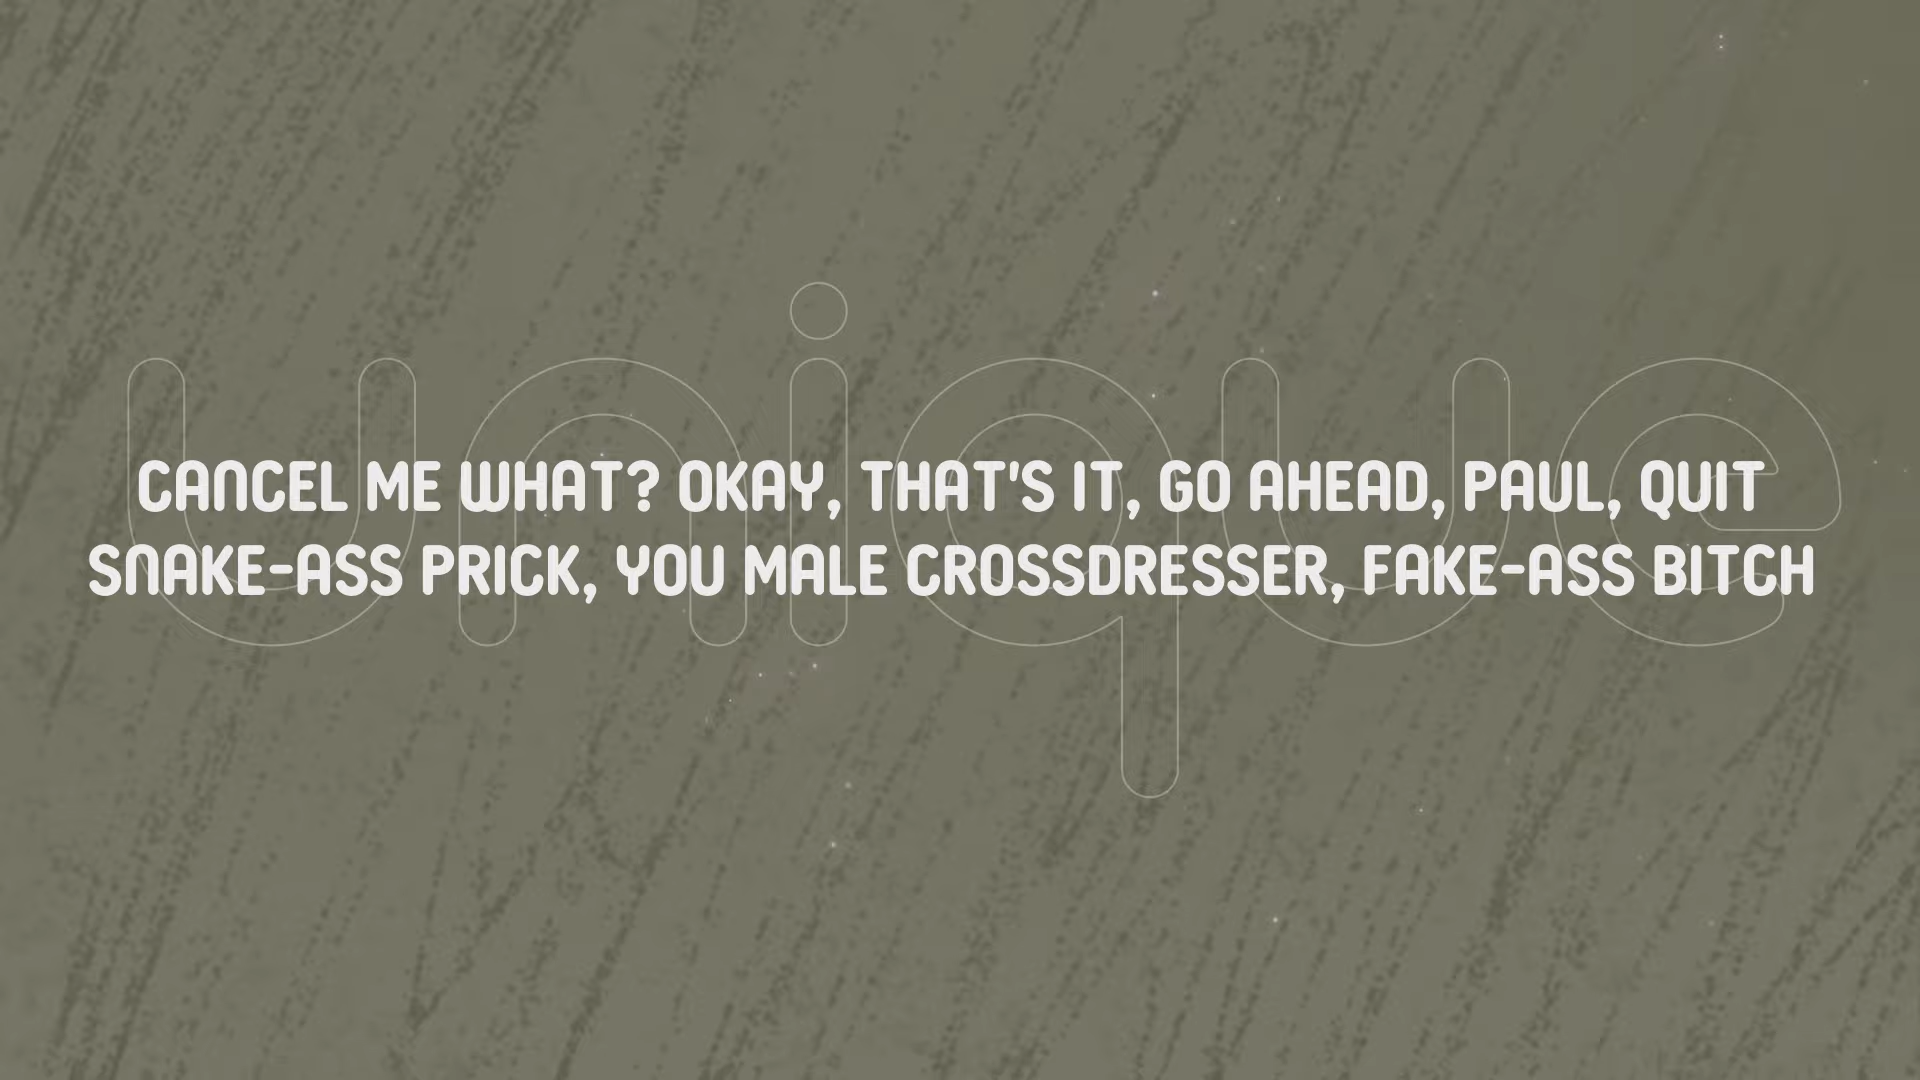 unique
CANCEL ME WHAT? OKAY, THAT'S IT, GO AHEAD, PAUL, QUIT
SNAKE-ASS PRICK, YOU MALE CROSSDRESSER, FAKE-ASS BITCH